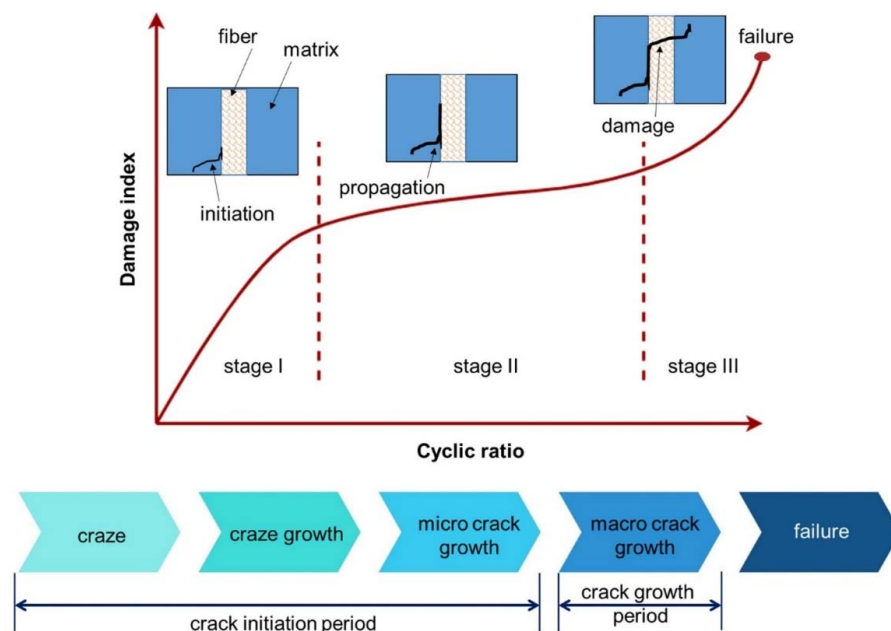 fiber
matrix
initiation
propagation
damage
failure
Damage index
stage I
stage II
stage III
Cyclic ratio
craze
craze growth
micro crack
growth
macro crack
growth
failure
crack initiation period
crack growth
period